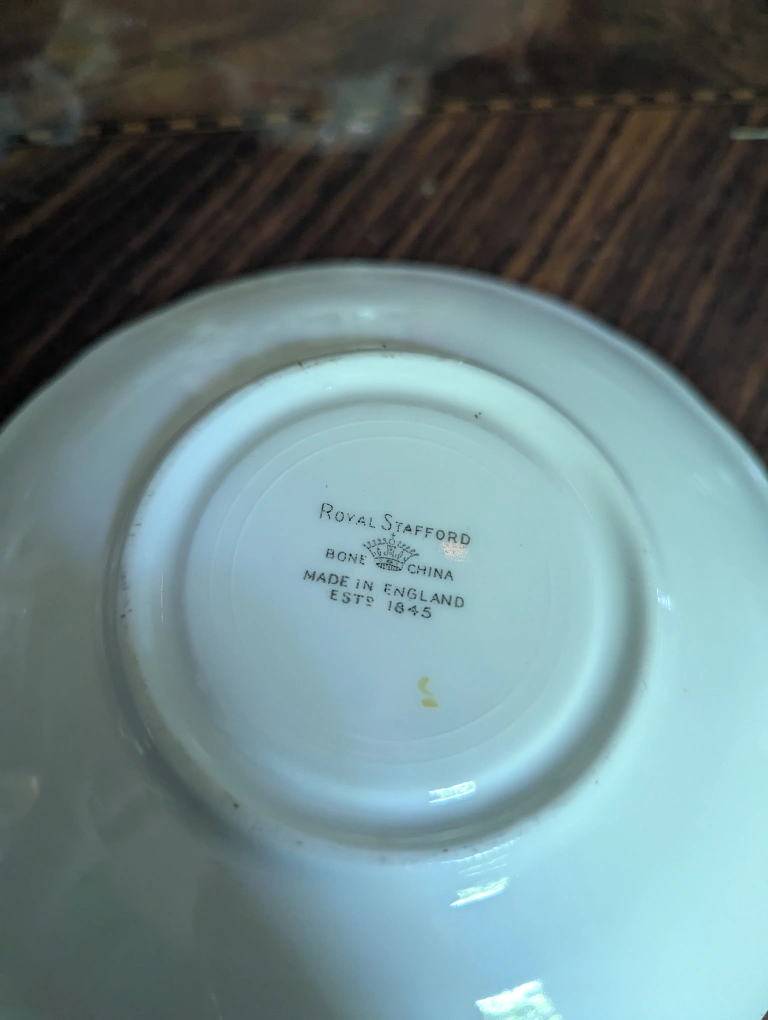 ROYAL STAFFORD
BONE CHINA
MADE IN ENGLAND
ESTD 1845